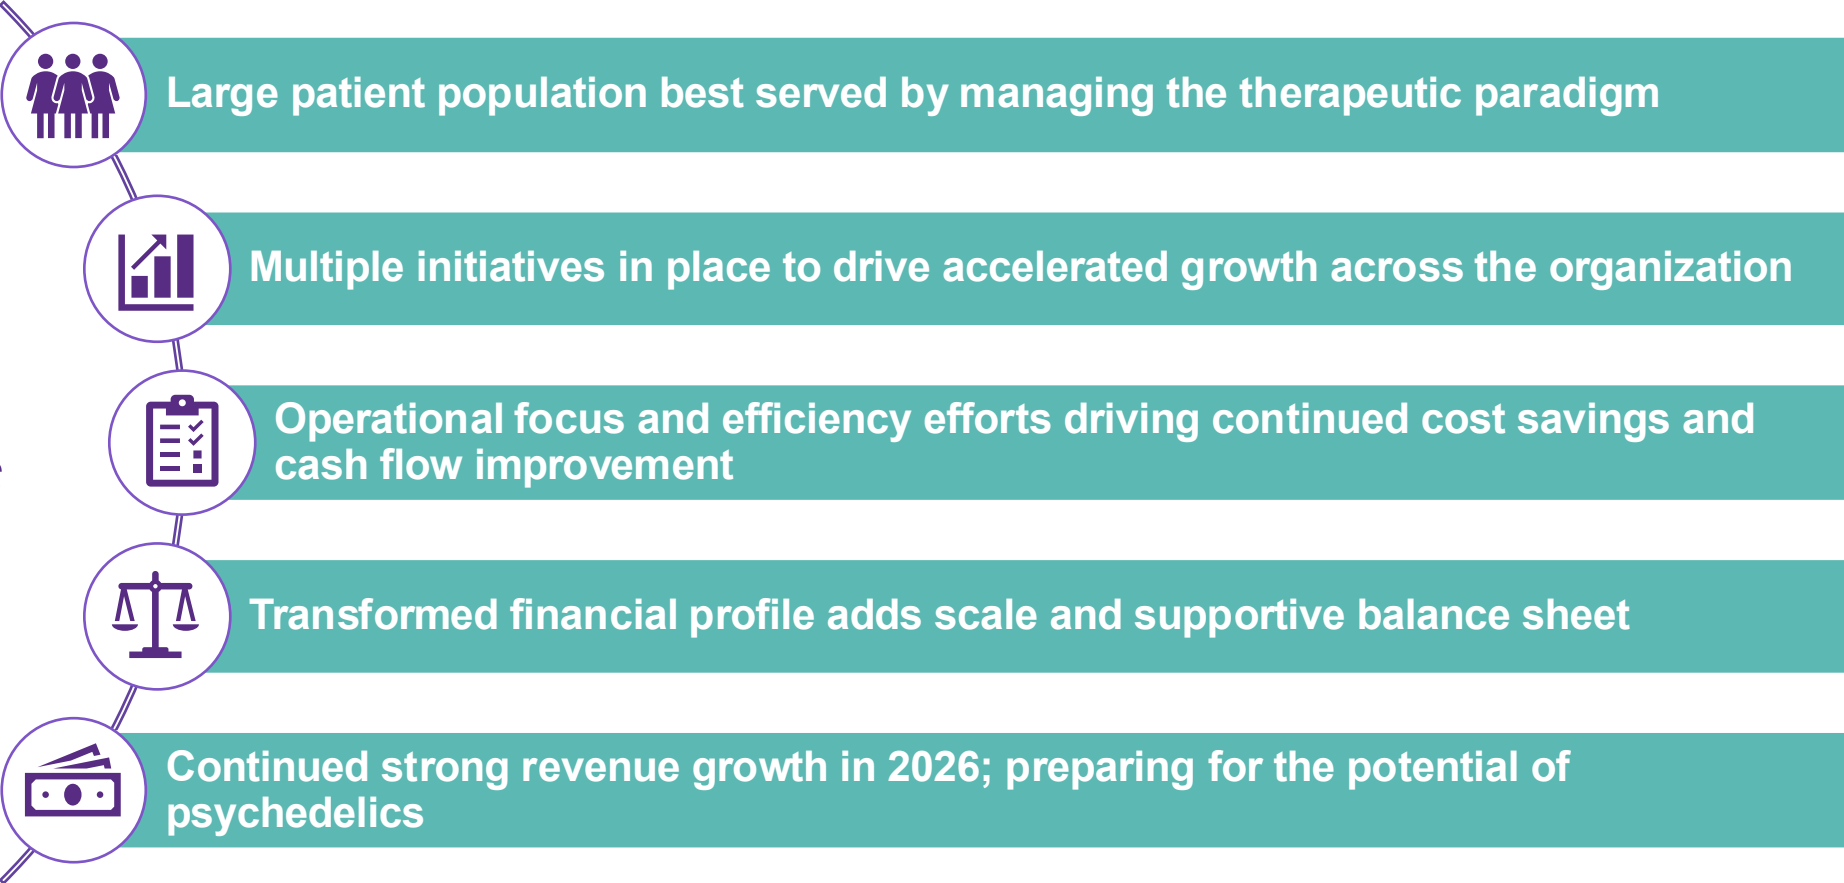 Large patient population best served by managing the therapeutic paradigm
Multiple initiatives in place to drive accelerated growth across the organization
Operational focus and efficiency efforts driving continued cost savings and
cash flow improvement
Transformed financial profile adds scale and supportive balance sheet
Continued strong revenue growth in 2026; preparing for the potential of
psychedelics